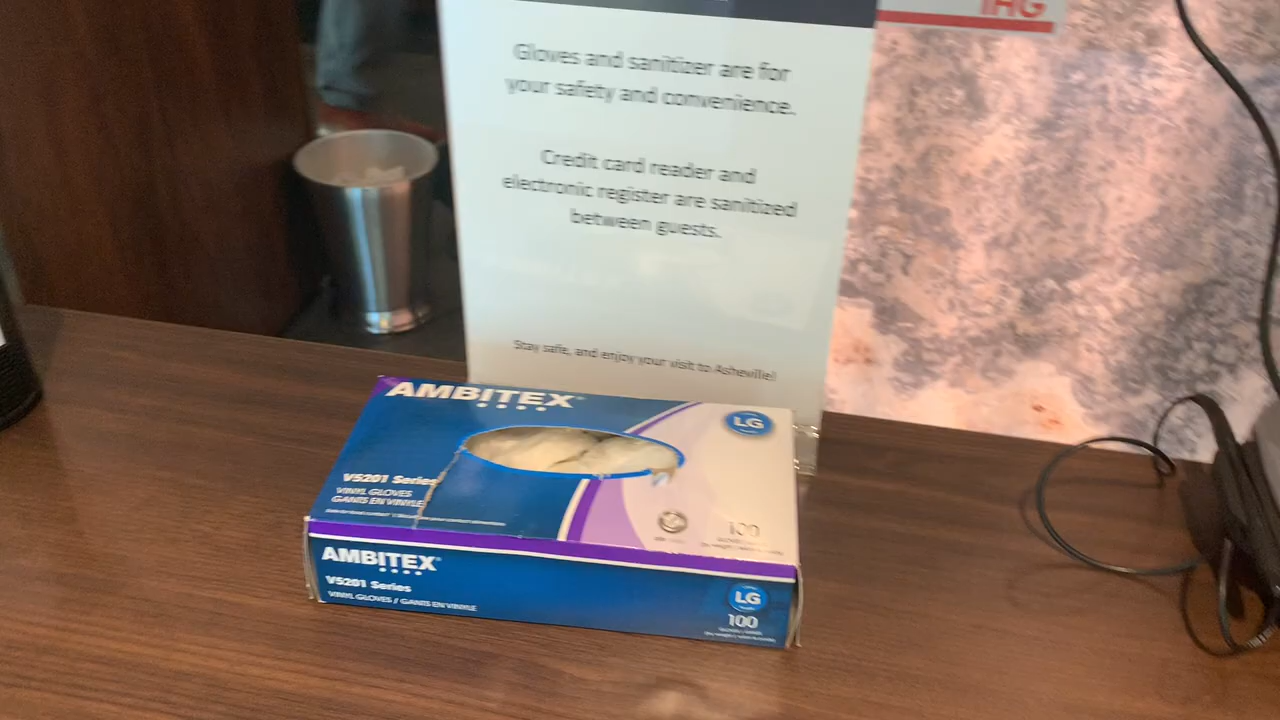 IHG
Gloves and sanitizer are for
your safety and convenience.
Credit card reader and
electronic register are sanitized
between guests.
Stay safe, and enjoy your visit to Asheville!
AMBITEX®
LG
V5201 Series
VINYL GLOVES
GANTS EN VINYLE
100
AMBITEX®
V5201 Series
VINYL GLOVES / GANTS EN VINYLE
LG
100